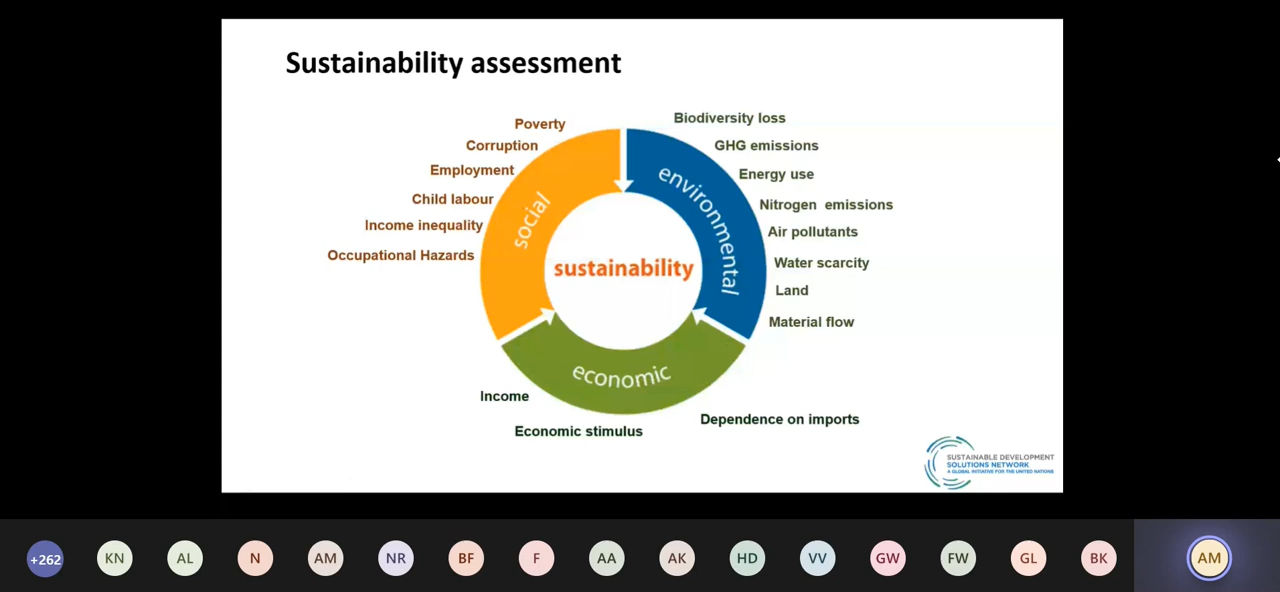 Sustainability assessment
Poverty
Corruption
Employment
Child labour
Income inequality
Occupational Hazards
Biodiversity loss
GHG emissions
Energy use
Nitrogen emissions
Air pollutants
Water scarcity
Land
Material flow
social
environmental
sustainability
economic
Income
Economic stimulus
Dependence on imports
SUSTAINABLE DEVELOPMENT
SOLUTIONS NETWORK
A GLOBAL INITIATIVE FOR THE UNITED NATIONS
+262
KN
AL
N
AM
NR
BF
F
AA
AK
HD
VV
GW
FW
GL
BK
AM